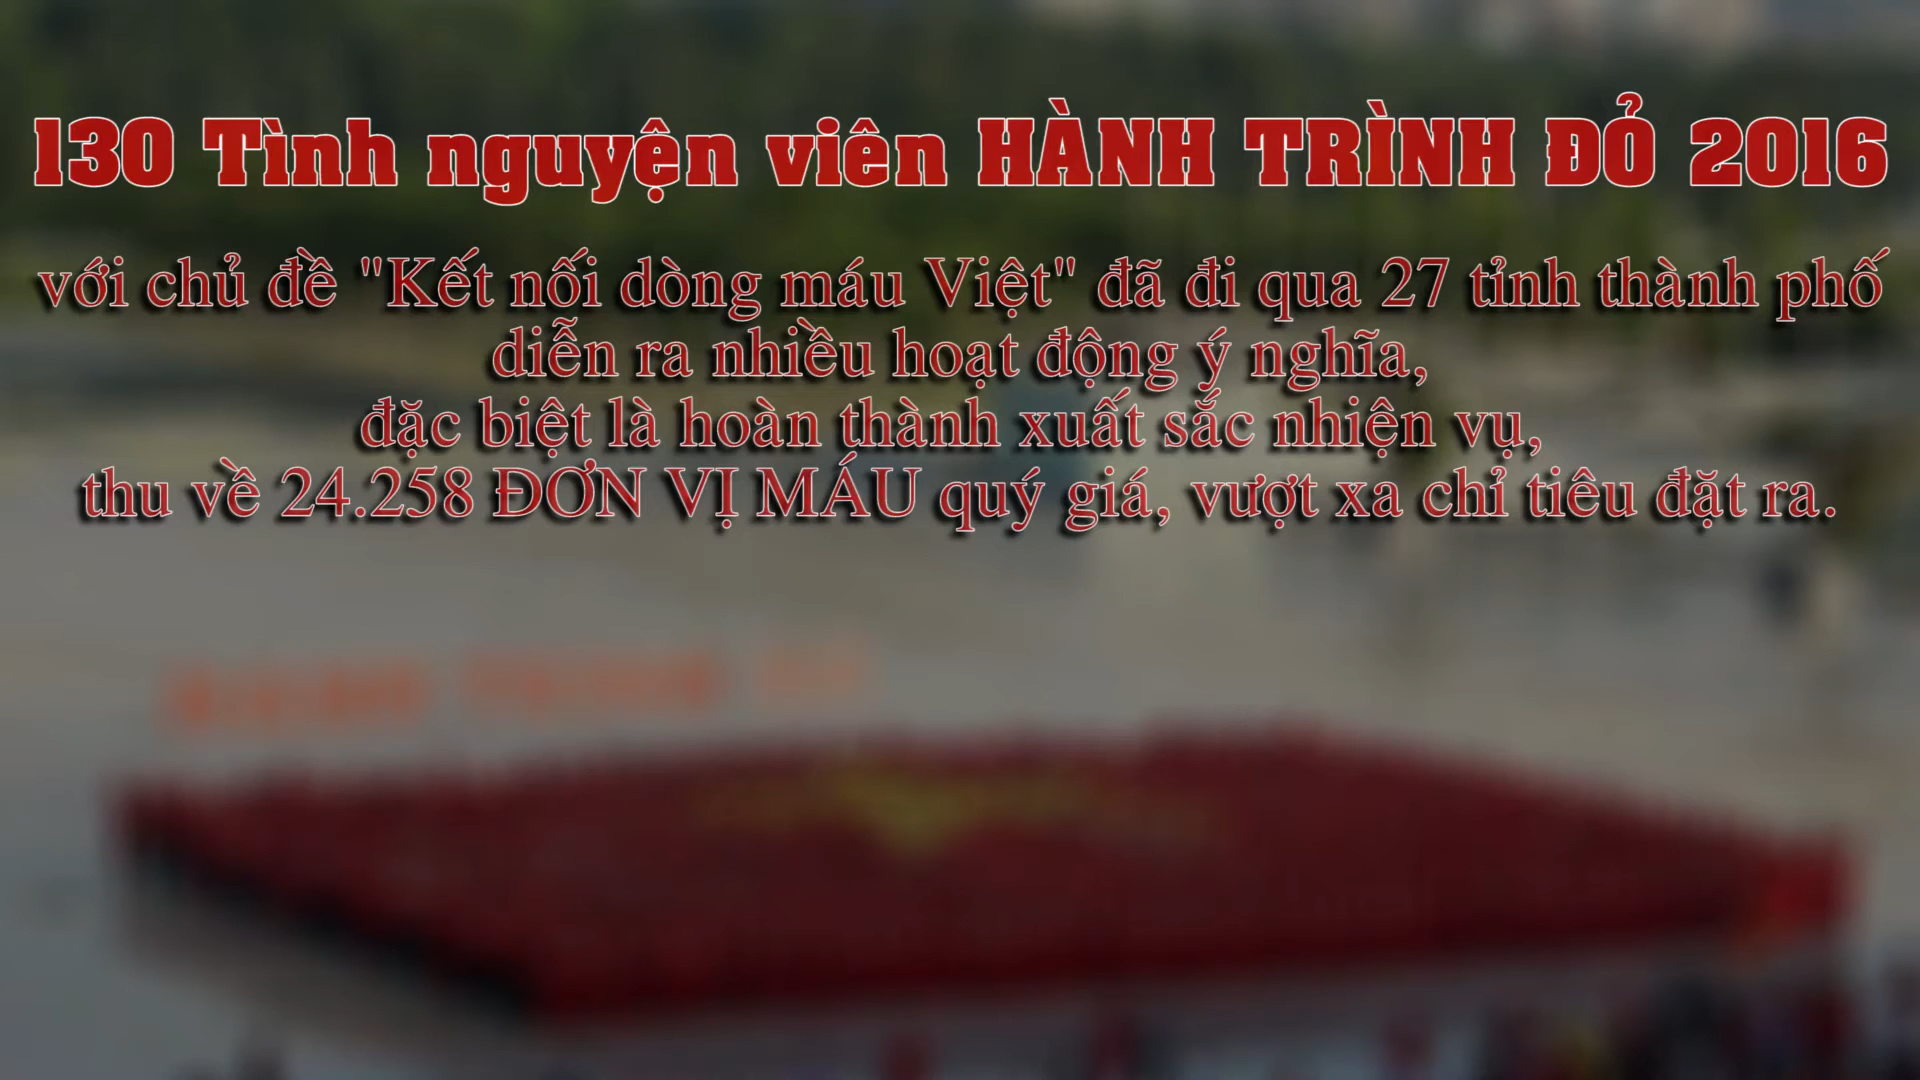 130 Tình nguyện viên HÀNH TRÌNH ĐỎ 2016
với chủ đề "Kết nối dòng máu Việt" đã đi qua 27 tỉnh thành phố
diễn ra nhiều hoạt động ý nghĩa,
đặc biệt là hoàn thành xuất sắc nhiện vụ,
thu về 24.258 ĐƠN VỊ MÁU quý giá, vượt xa chỉ tiêu đặt ra.